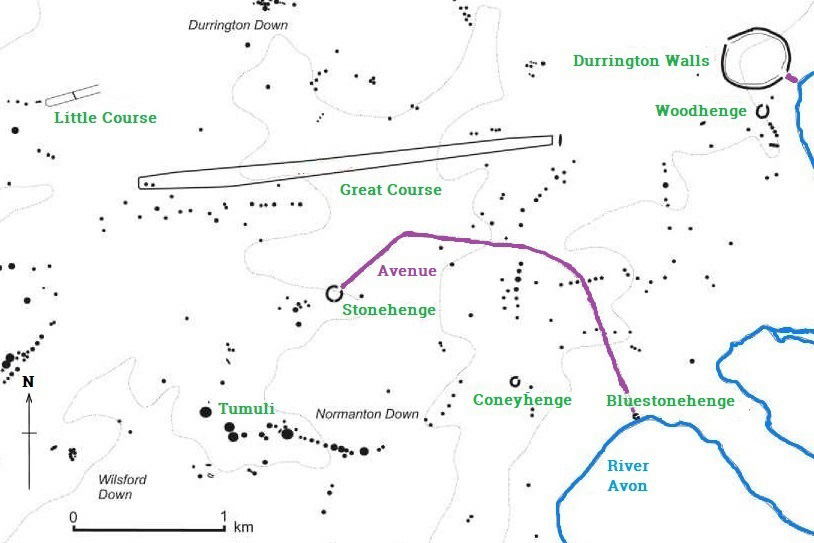 Durrington Down
Durrington Walls
Little Course
Woodhenge
Great Course
Avenue
Stonehenge
N
Tumuli
Normanton Down
Coneyhenge
Bluestonehenge
Wilsford
Down
River
Avon
0 1
km